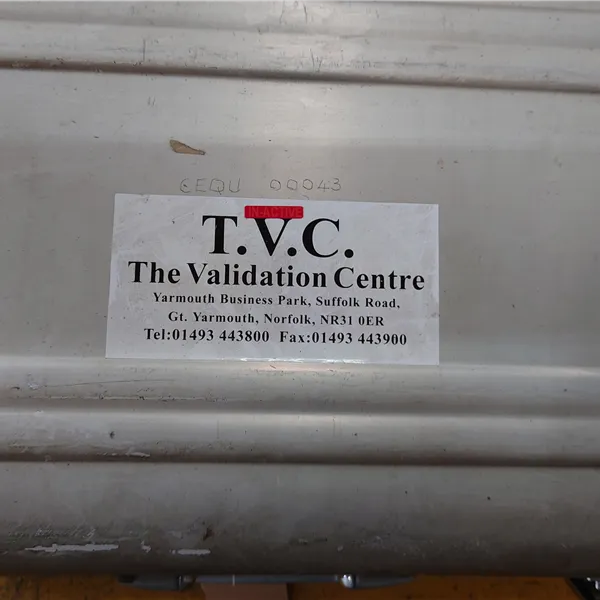 CEQU 00043
IN-ACTIVE
T.V.C.
The Validation Centre
Yarmouth Business Park, Suffolk Road,
Gt. Yarmouth, Norfolk, NR31 0ER
Tel:01493 443800 Fax:01493 443900